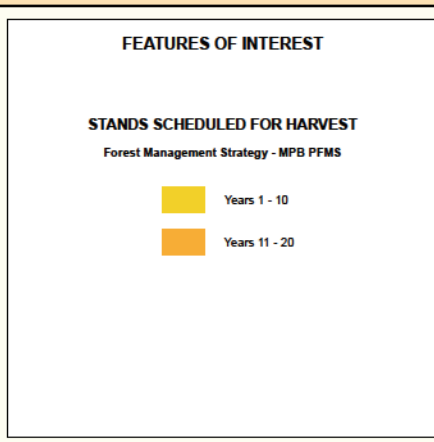 FEATURES OF INTEREST
STANDS SCHEDULED FOR HARVEST
Forest Management Strategy - MPB PFMS
Years 1 - 10
Years 11 - 20